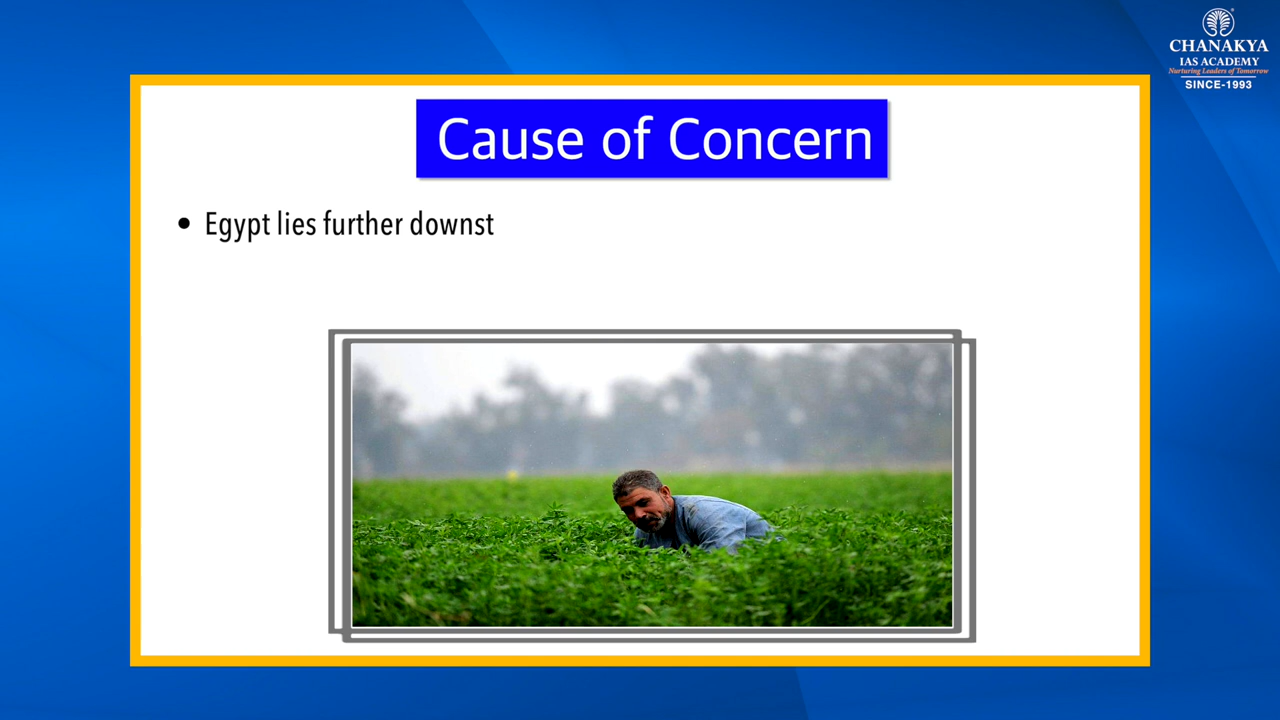 CHANAKYA
IAS ACADEMY
Nurturing Leaders of Tomorrow
SINCE-1993
Cause of Concern
• Egypt lies further downst